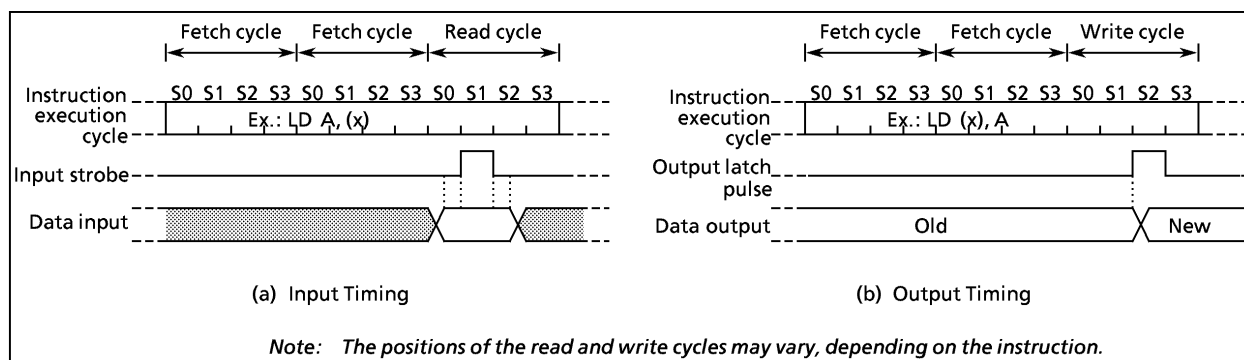 Fetch cycle Fetch cycle Read cycle
S0 S1 S2 S3 S0 S1 S2 S3 S0 S1 S2 S3
Instruction
execution
cycle
Ex.: LD A, (x)
Input strobe
Data input
(a) Input Timing
Fetch cycle Fetch cycle Write cycle
S0 S1 S2 S3 S0 S1 S2 S3 S0 S1 S2 S3
Instruction
execution
cycle
Ex.: LD (x), A
Output latch
pulse
Data output
Old
New
(b) Output Timing
Note: The positions of the read and write cycles may vary, depending on the instruction.